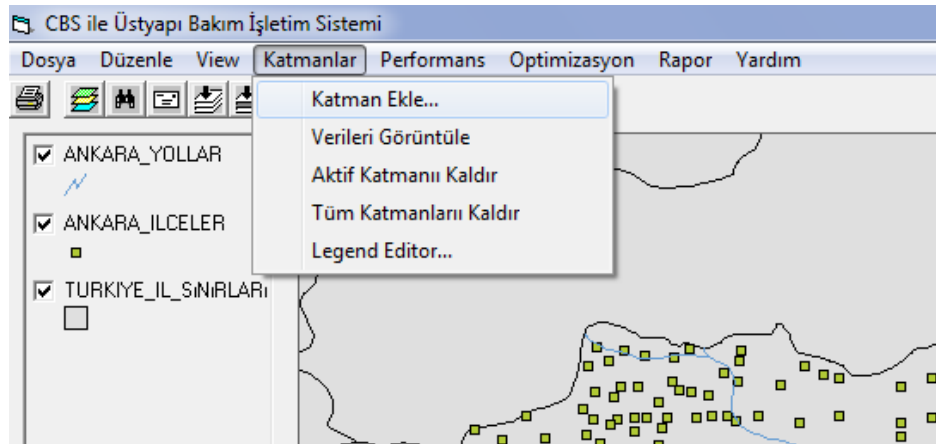 CBS ile Üstyapı Bakım İşletim Sistemi
Dosya Düzenle View Katmanlar Performans Optimizasyon Rapor Yardım
Katman Ekle...
Verileri Görüntüle
Aktif Katmanıı Kaldır
Tüm Katmanlarıı Kaldır
Legend Editor...
ANKARA_YOLLAR
ANKARA_ILCELER
TURKIYE_IL_SıNıRLARı